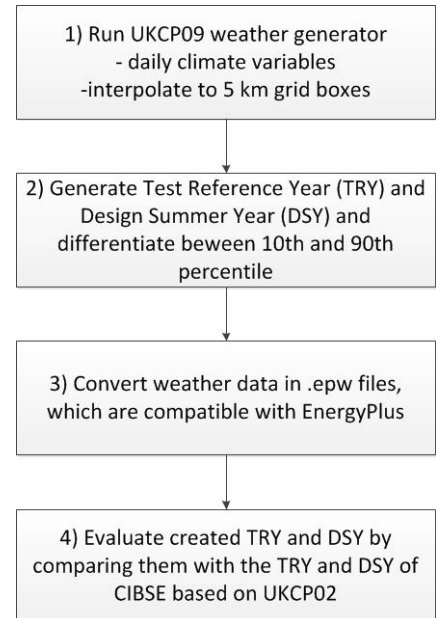 1) Run UKCP09 weather generator
- daily climate variables
-interpolate to 5 km grid boxes
2) Generate Test Reference Year (TRY) and
Design Summer Year (DSY) and
differentiate beween 10th and 90th
percentile
3) Convert weather data in .epw files,
which are compatible with EnergyPlus
4) Evaluate created TRY and DSY by
comparing them with the TRY and DSY of
CIBSE based on UKCP02